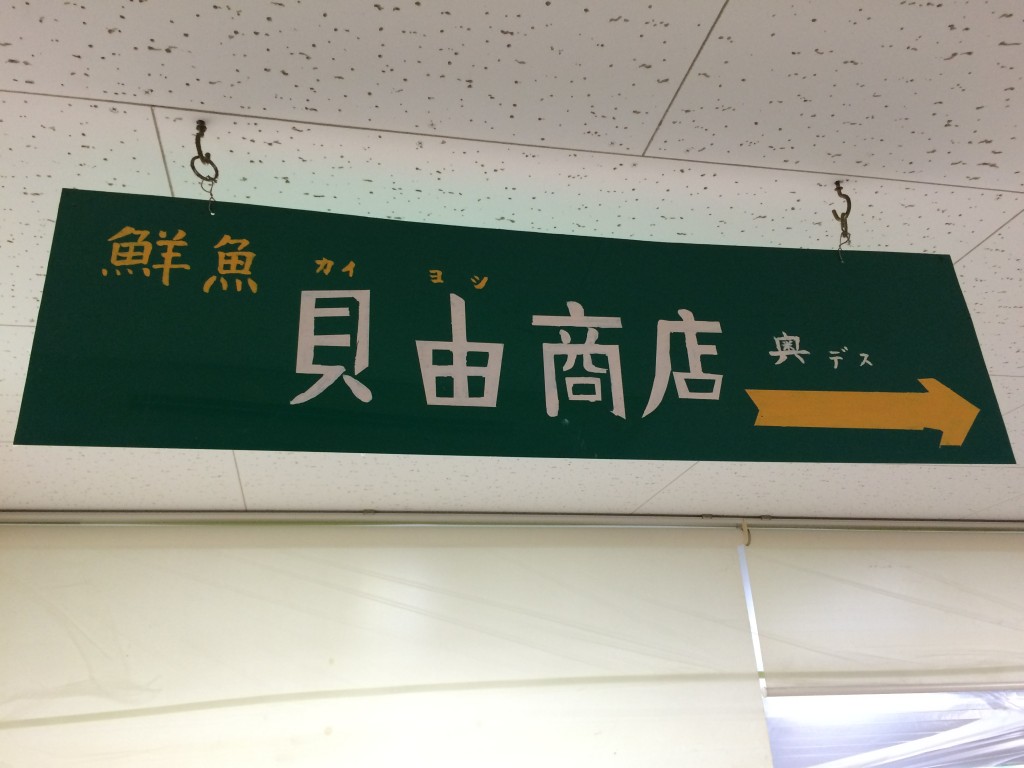 鮮魚
カイ ヨシ
貝由商店
奥デス